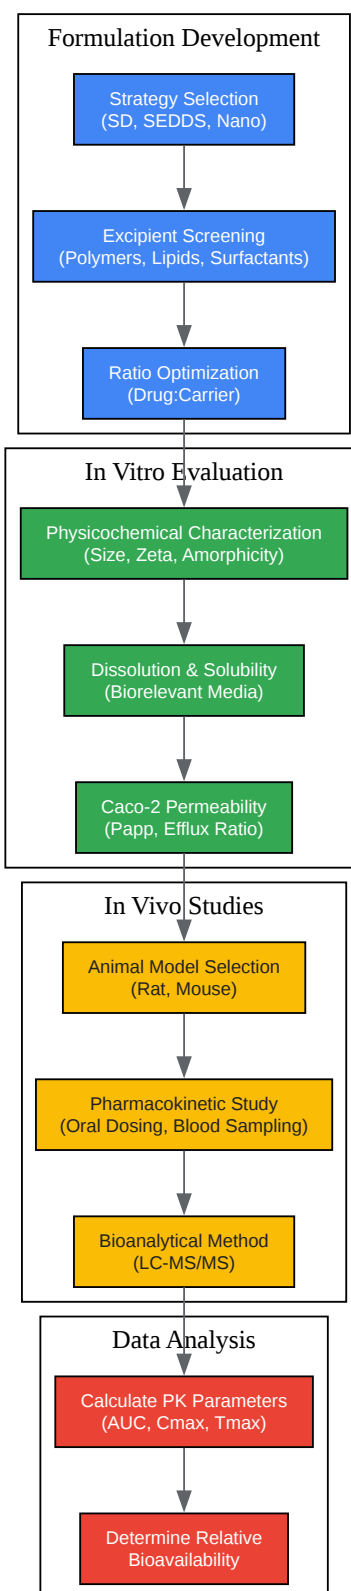 Formulation Development
Strategy Selection
(SD, SEDDS, Nano)
Excipient Screening
(Polymers, Lipids, Surfactants)
Ratio Optimization
(Drug:Carrier)
In Vitro Evaluation
Physicochemical Characterization
(Size, Zeta, Amorphicity)
Dissolution & Solubility
(Biorelevant Media)
Caco-2 Permeability
(Papp, Efflux Ratio)
In Vivo Studies
Animal Model Selection
(Rat, Mouse)
Pharmacokinetic Study
(Oral Dosing, Blood Sampling)
Bioanalytical Method
(LC-MS/MS)
Data Analysis
Calculate PK Parameters
(AUC, Cmax, Tmax)
Determine Relative
Bioavailability